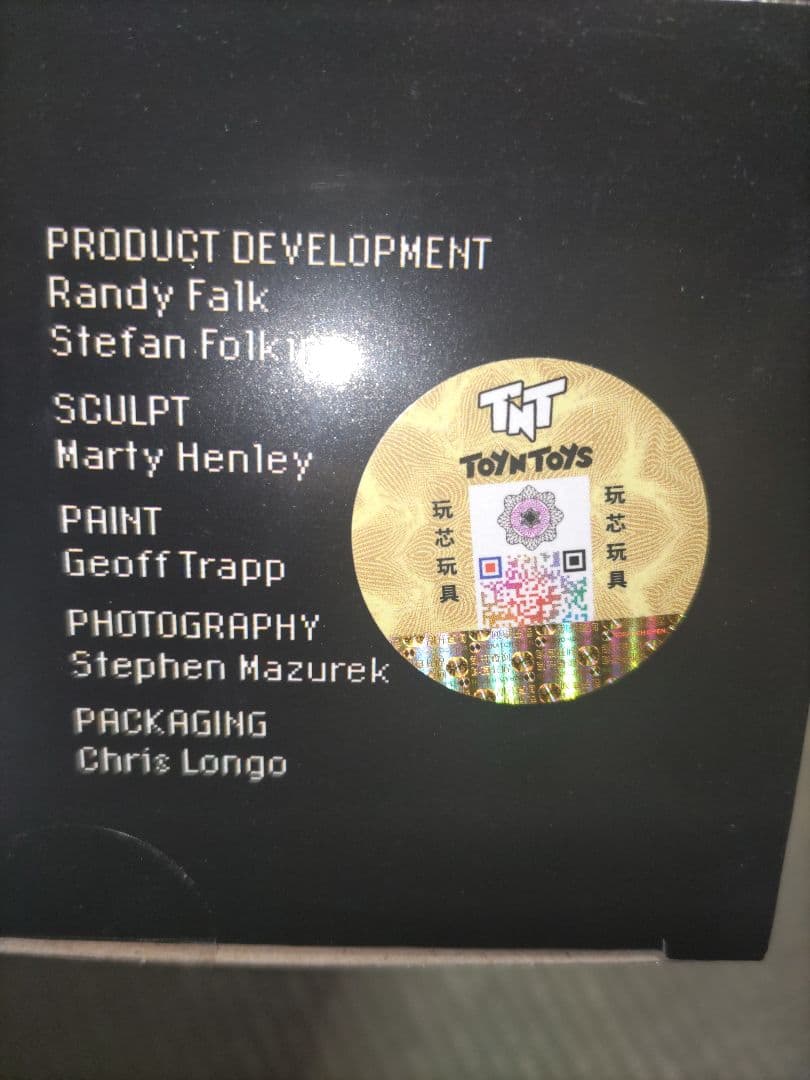 PRODUCT DEVELOPMENT
Randy Falk
Stefan
SCULPT
Marty Henley
PAINT
Geoff Trapp
PHOTOGRAPHY
Stephen Mazurek
PACKAGING
Chris Longo
TNT
TOYNTOYS
玩芯玩具
玩芯玩具